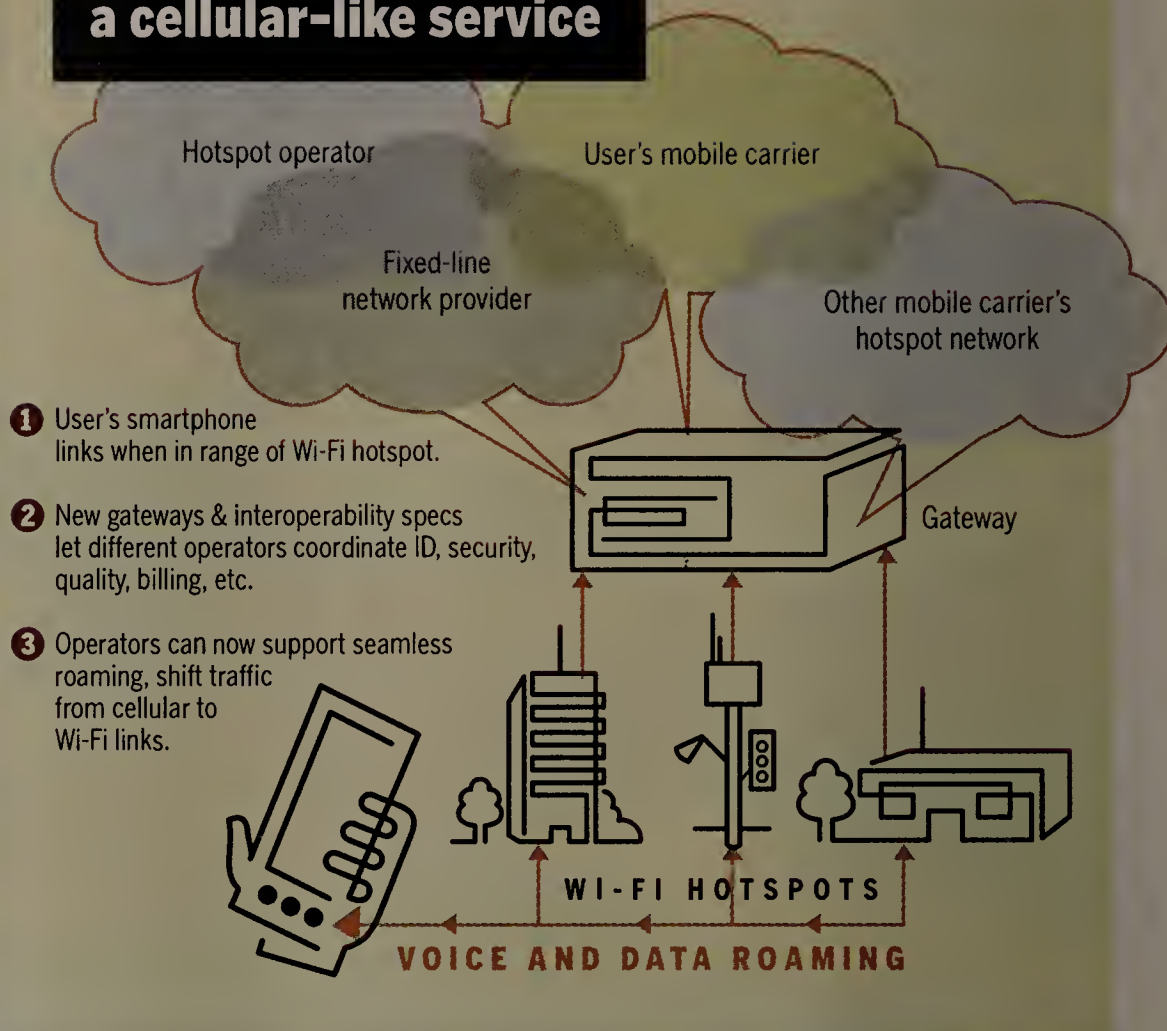 a cellular-like service
Hotspot operator
User's mobile carrier
Fixed-line
network provider
Other mobile carrier's
hotspot network
1 User's smartphone
links when in range of Wi-Fi hotspot.
2 New gateways & interoperability specs
let different operators coordinate ID, security,
quality, billing, etc.
3 Operators can now support seamless
roaming, shift traffic
from cellular to
Wi-Fi links.
Gateway
WI-FI HOTSPOTS
VOICE AND DATA ROAMING